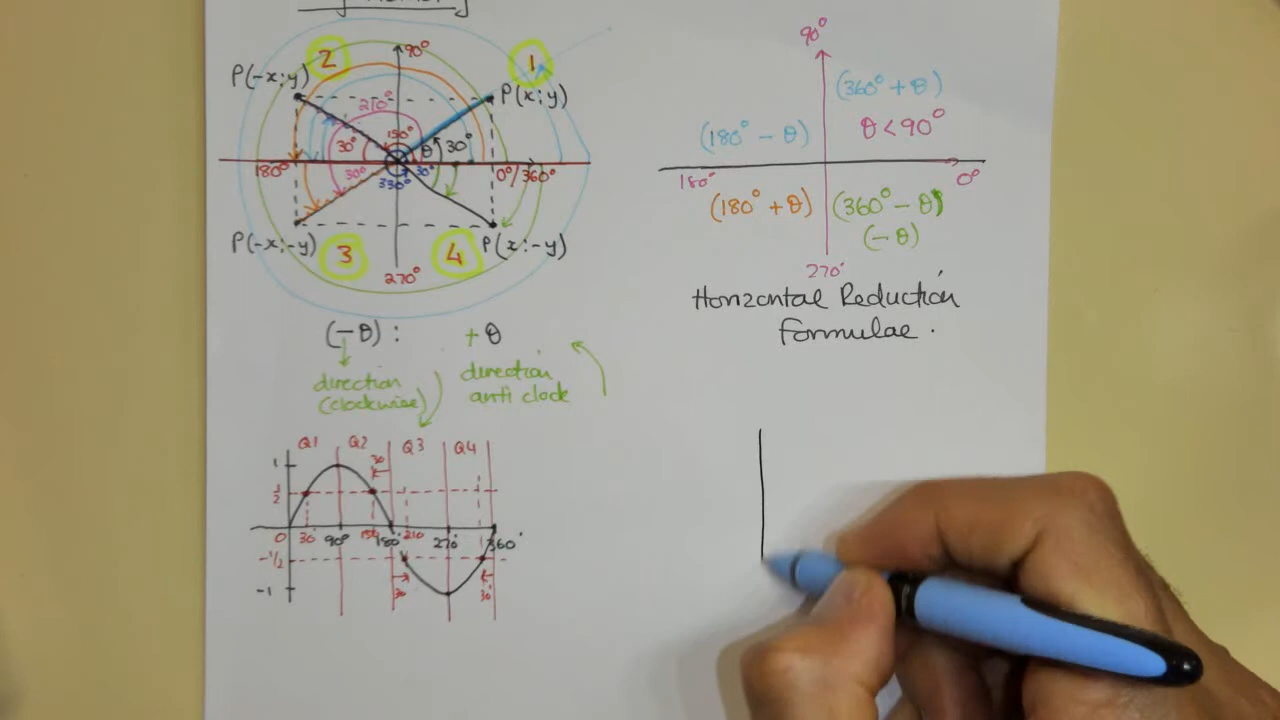 90°
2
1
P(-x;y)
P(x;y)
210°
150°
30°
θ
30°
180°
30°
330°
30°
0°/360°
P(-x;-y)
3
4
P(x;-y)
270°
(-θ) :
+ θ
direction
(clockwise)
direction
anti clock
Q1 Q2 Q3 Q4
1
30
1/2
0 30° 90° 180° 210 270° 360°
-1/2
30
30
-1
90°
(360° + θ)
θ < 90°
(180° - θ)
180°
0°
(180° + θ)
(360° - θ)
(-θ)
270°
Horizontal Reduction
formulae .